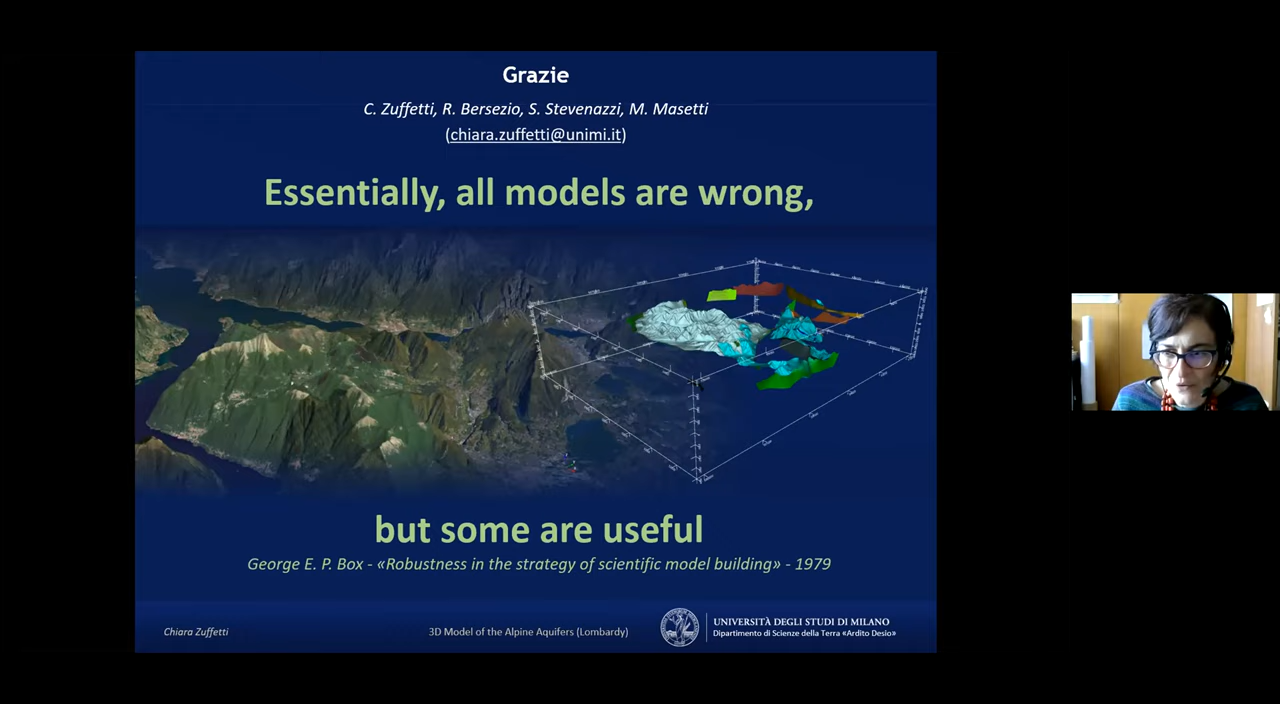 Grazie
C. Zuffetti, R. Bersezio, S. Stevenazzi, M. Masetti
(chiara.zuffetti@unimi.it)
Essentially, all models are wrong,
but some are useful
George E. P. Box - «Robustness in the strategy of scientific model building» - 1979
Chiara Zuffetti
3D Model of the Alpine Aquifers (Lombardy)
UNIVERSITÀ DEGLI STUDI DI MILANO
Dipartimento di Scienze della Terra «Ardito Desio»